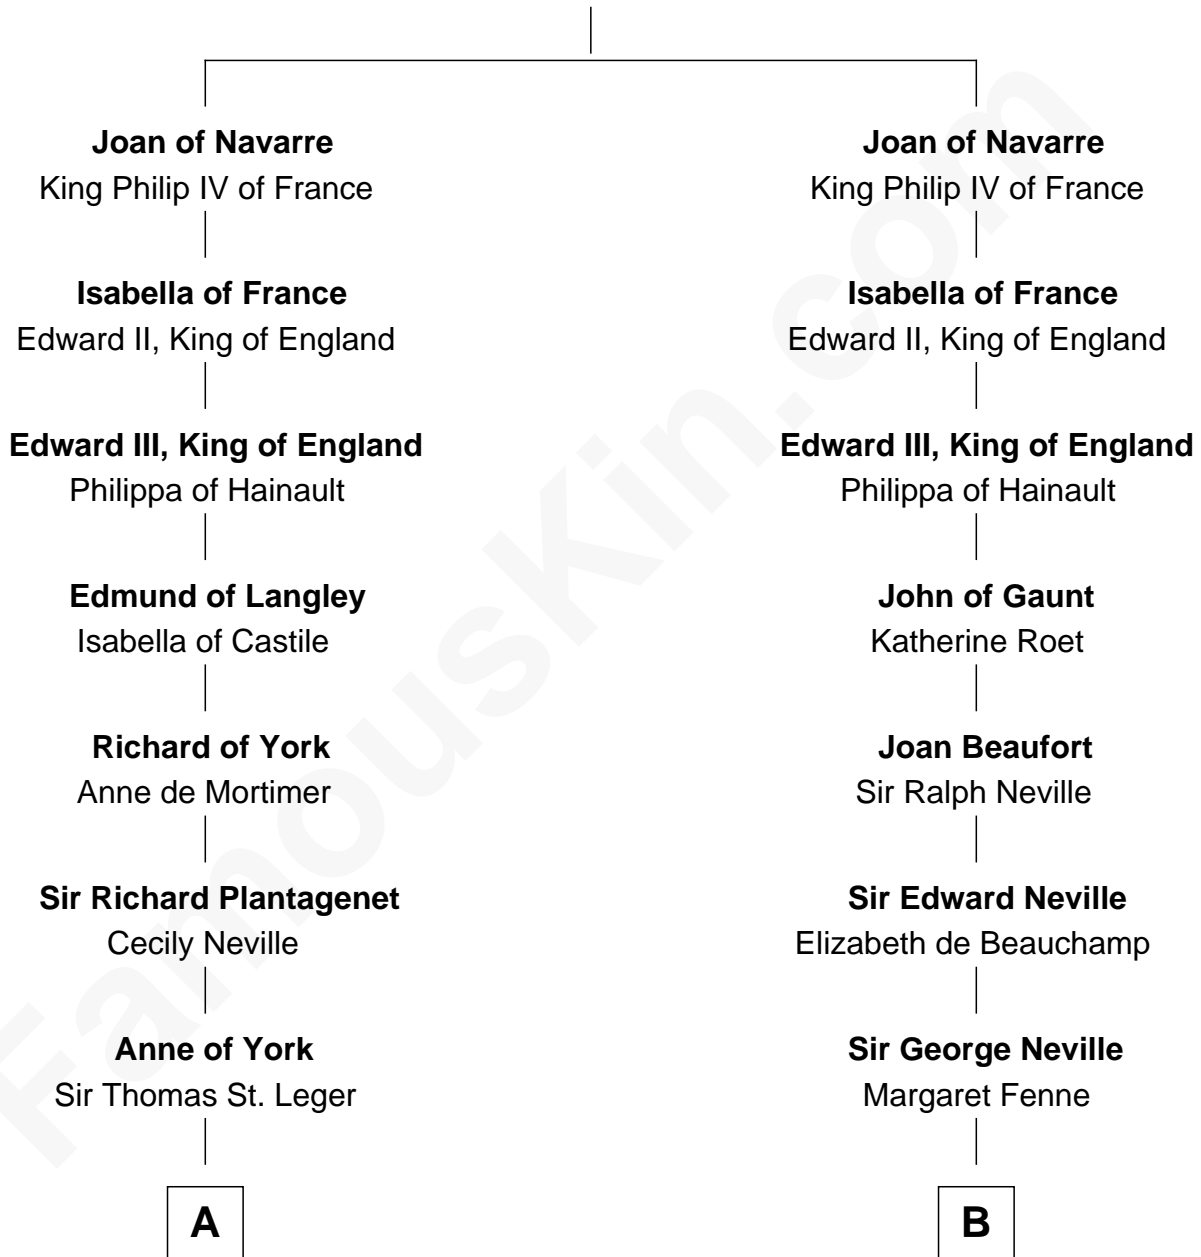 Joan of Navarre
King Philip IV of France
Isabella of France
Edward II, King of England
Edward III, King of England
Philippa of Hainault
Edmund of Langley
Isabella of Castile
Richard of York
Anne de Mortimer
Sir Richard Plantagenet
Cecily Neville
Anne of York
Sir Thomas St. Leger
A
Joan of Navarre
King Philip IV of France
Isabella of France
Edward II, King of England
Edward III, King of England
Philippa of Hainault
John of Gaunt
Katherine Roet
Joan Beaufort
Sir Ralph Neville
Sir Edward Neville
Elizabeth de Beauchamp
Sir George Neville
Margaret Fenne
B
FamousKin.com